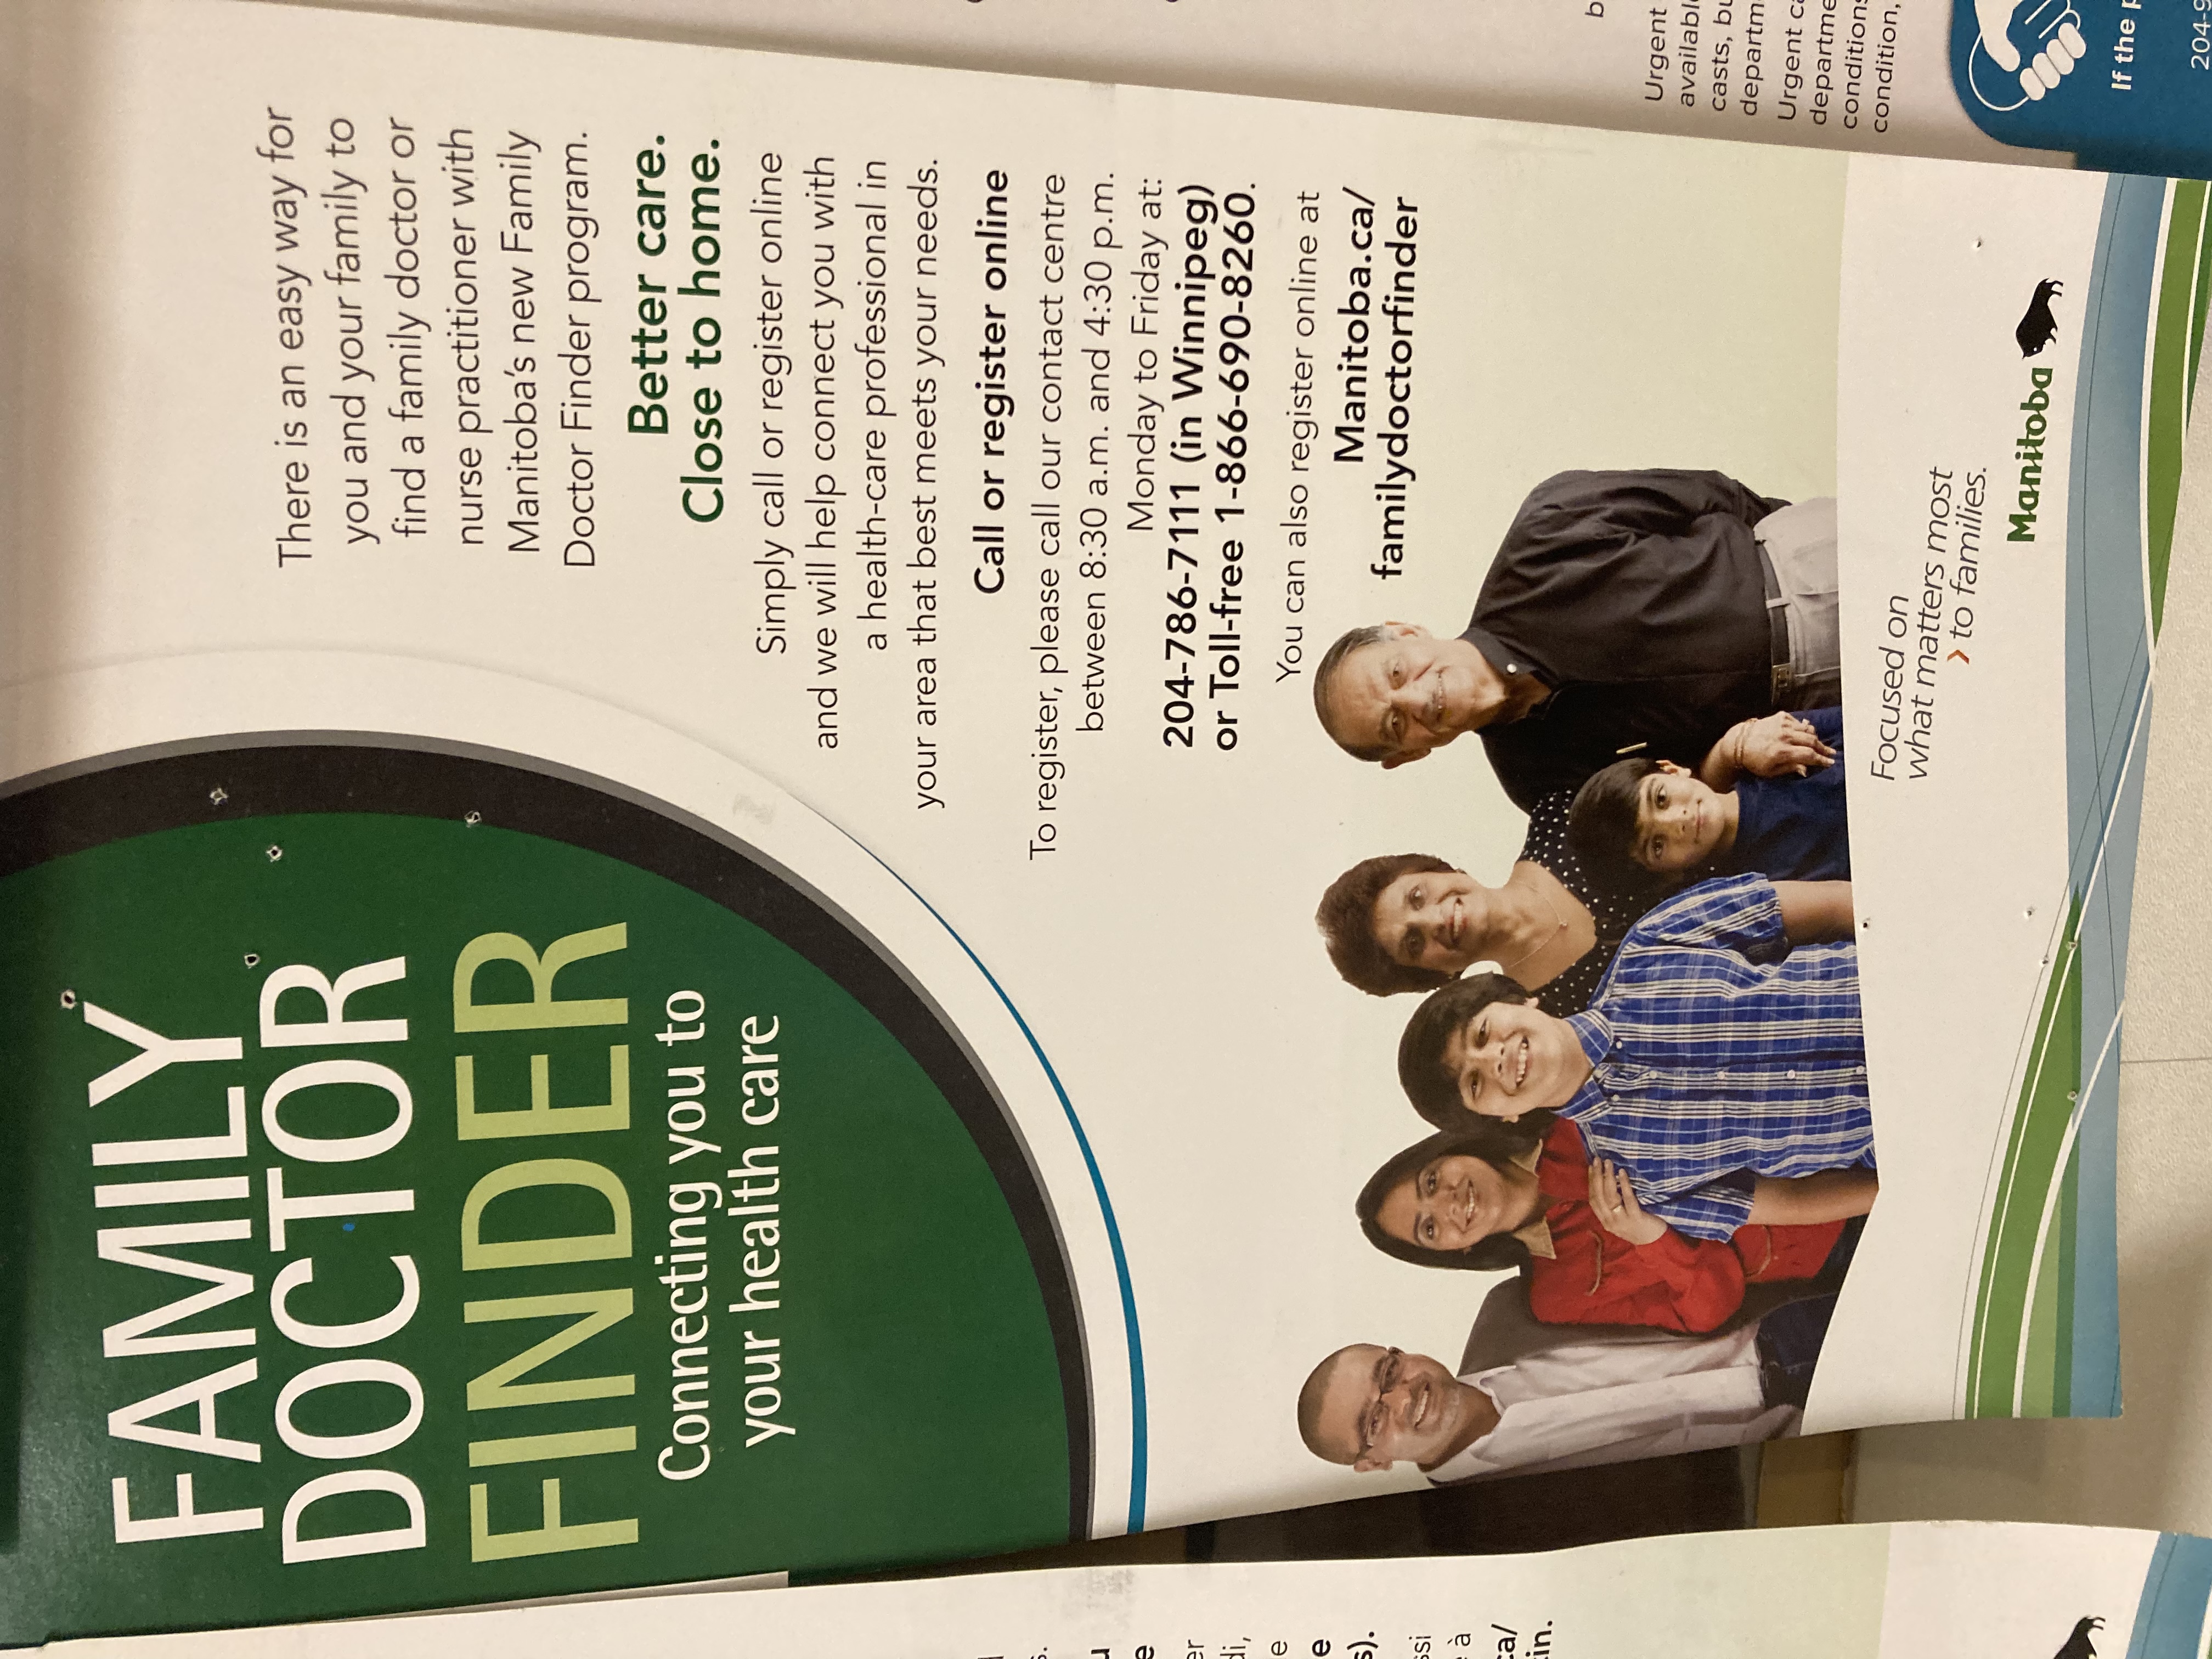 FAMILY
DOCTOR
FINDER
Connecting you to
your health care
There is an easy way for
you and your family to
find a family doctor or
nurse practitioner with
Manitoba's new Family
Doctor Finder program.
Better care.
Close to home.
Simply call or register online
and we will help connect you with
a health-care professional in
your area that best meets your needs.
Call or register online
To register, please call our contact centre
between 8:30 a.m. and 4:30 p.m.
Monday to Friday at:
204-786-7111 (in Winnipeg)
or Toll-free 1-866-690-8260.
You can also register online at
Manitoba.ca/
familydoctorfinder
Focused on
what matters most
› to families.
Manitoba
s.
u
e
er
di,
e
e
s).
ssi
à
ca/
in.
b
Urgent
availabl
casts, bu
departm
Urgent ca
departme
conditions
condition,
If the p
204-9